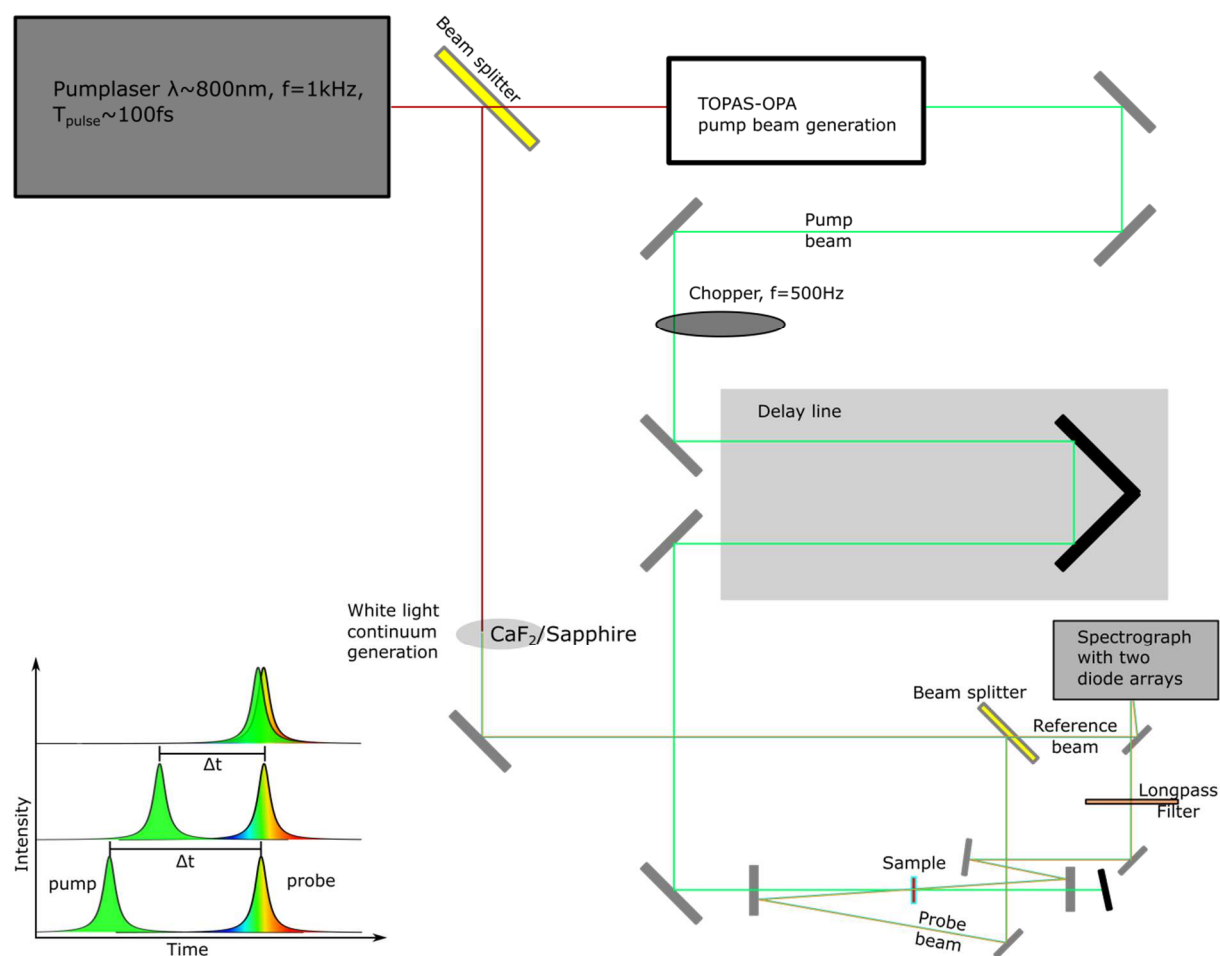 Pumplaser λ~800nm, f=1kHz,
Tpulse~100fs
Beam splitter
TOPAS-OPA
pump beam generation
Pump
beam
Chopper, f=500Hz
Delay line
White light
continuum
generation
CaF₂/Sapphire
Spectrograph
with two
diode arrays
Beam splitter
Reference
beam
Longpass
Filter
Sample
Probe
beam
Intensity
Δt
Δt
pump
probe
Time